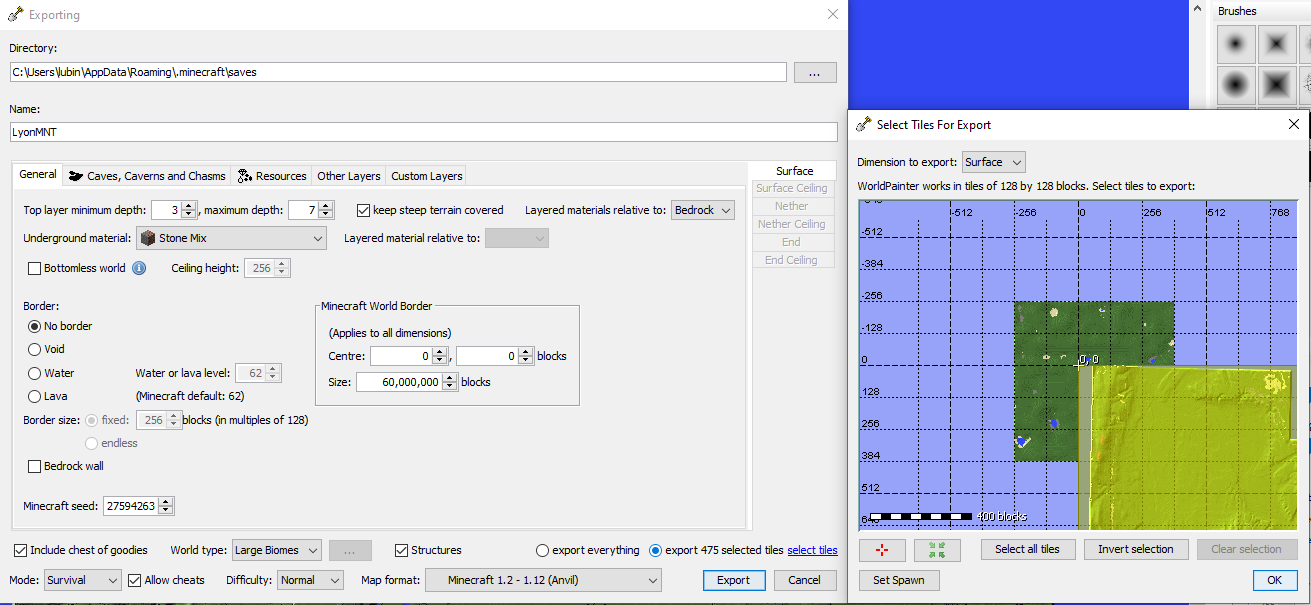 Exporting
Directory:
C:\Users\lubin\AppData\Roaming\.minecraft\saves
...
Name:
LyonMNT
General Caves, Caverns and Chasms Resources Other Layers Custom Layers
Top layer minimum depth: 3 , maximum depth: 7 keep steep terrain covered Layered materials relative to: Bedrock
Underground material: Stone Mix Layered material relative to:
Bottomless world Ceiling height: 256
Border:
No border
Void
Water Water or lava level: 62
Lava (Minecraft default: 62)
Border size: fixed: 256 blocks (in multiples of 128)
endless
Bedrock wall
Minecraft seed: 27594263
Minecraft World Border
(Applies to all dimensions)
Centre: 0 , 0 blocks
Size: 60,000,000 blocks
Surface
Surface Ceiling
Nether
Nether Ceiling
End
End Ceiling
Include chest of goodies World type: Large Biomes ... Structures export everything export 475 selected tiles select tiles
Mode: Survival Allow cheats Difficulty: Normal Map format: Minecraft 1.2 - 1.12 (Anvil) Export Cancel
Brushes
Select Tiles For Export
Dimension to export: Surface
WorldPainter works in tiles of 128 by 128 blocks. Select tiles to export:
-512 -256 0 256 512 768
-512
-384
-256
-128
0 0, 0
128
256
384
512
400 blocks
Select all tiles Invert selection Clear selection
Set Spawn OK